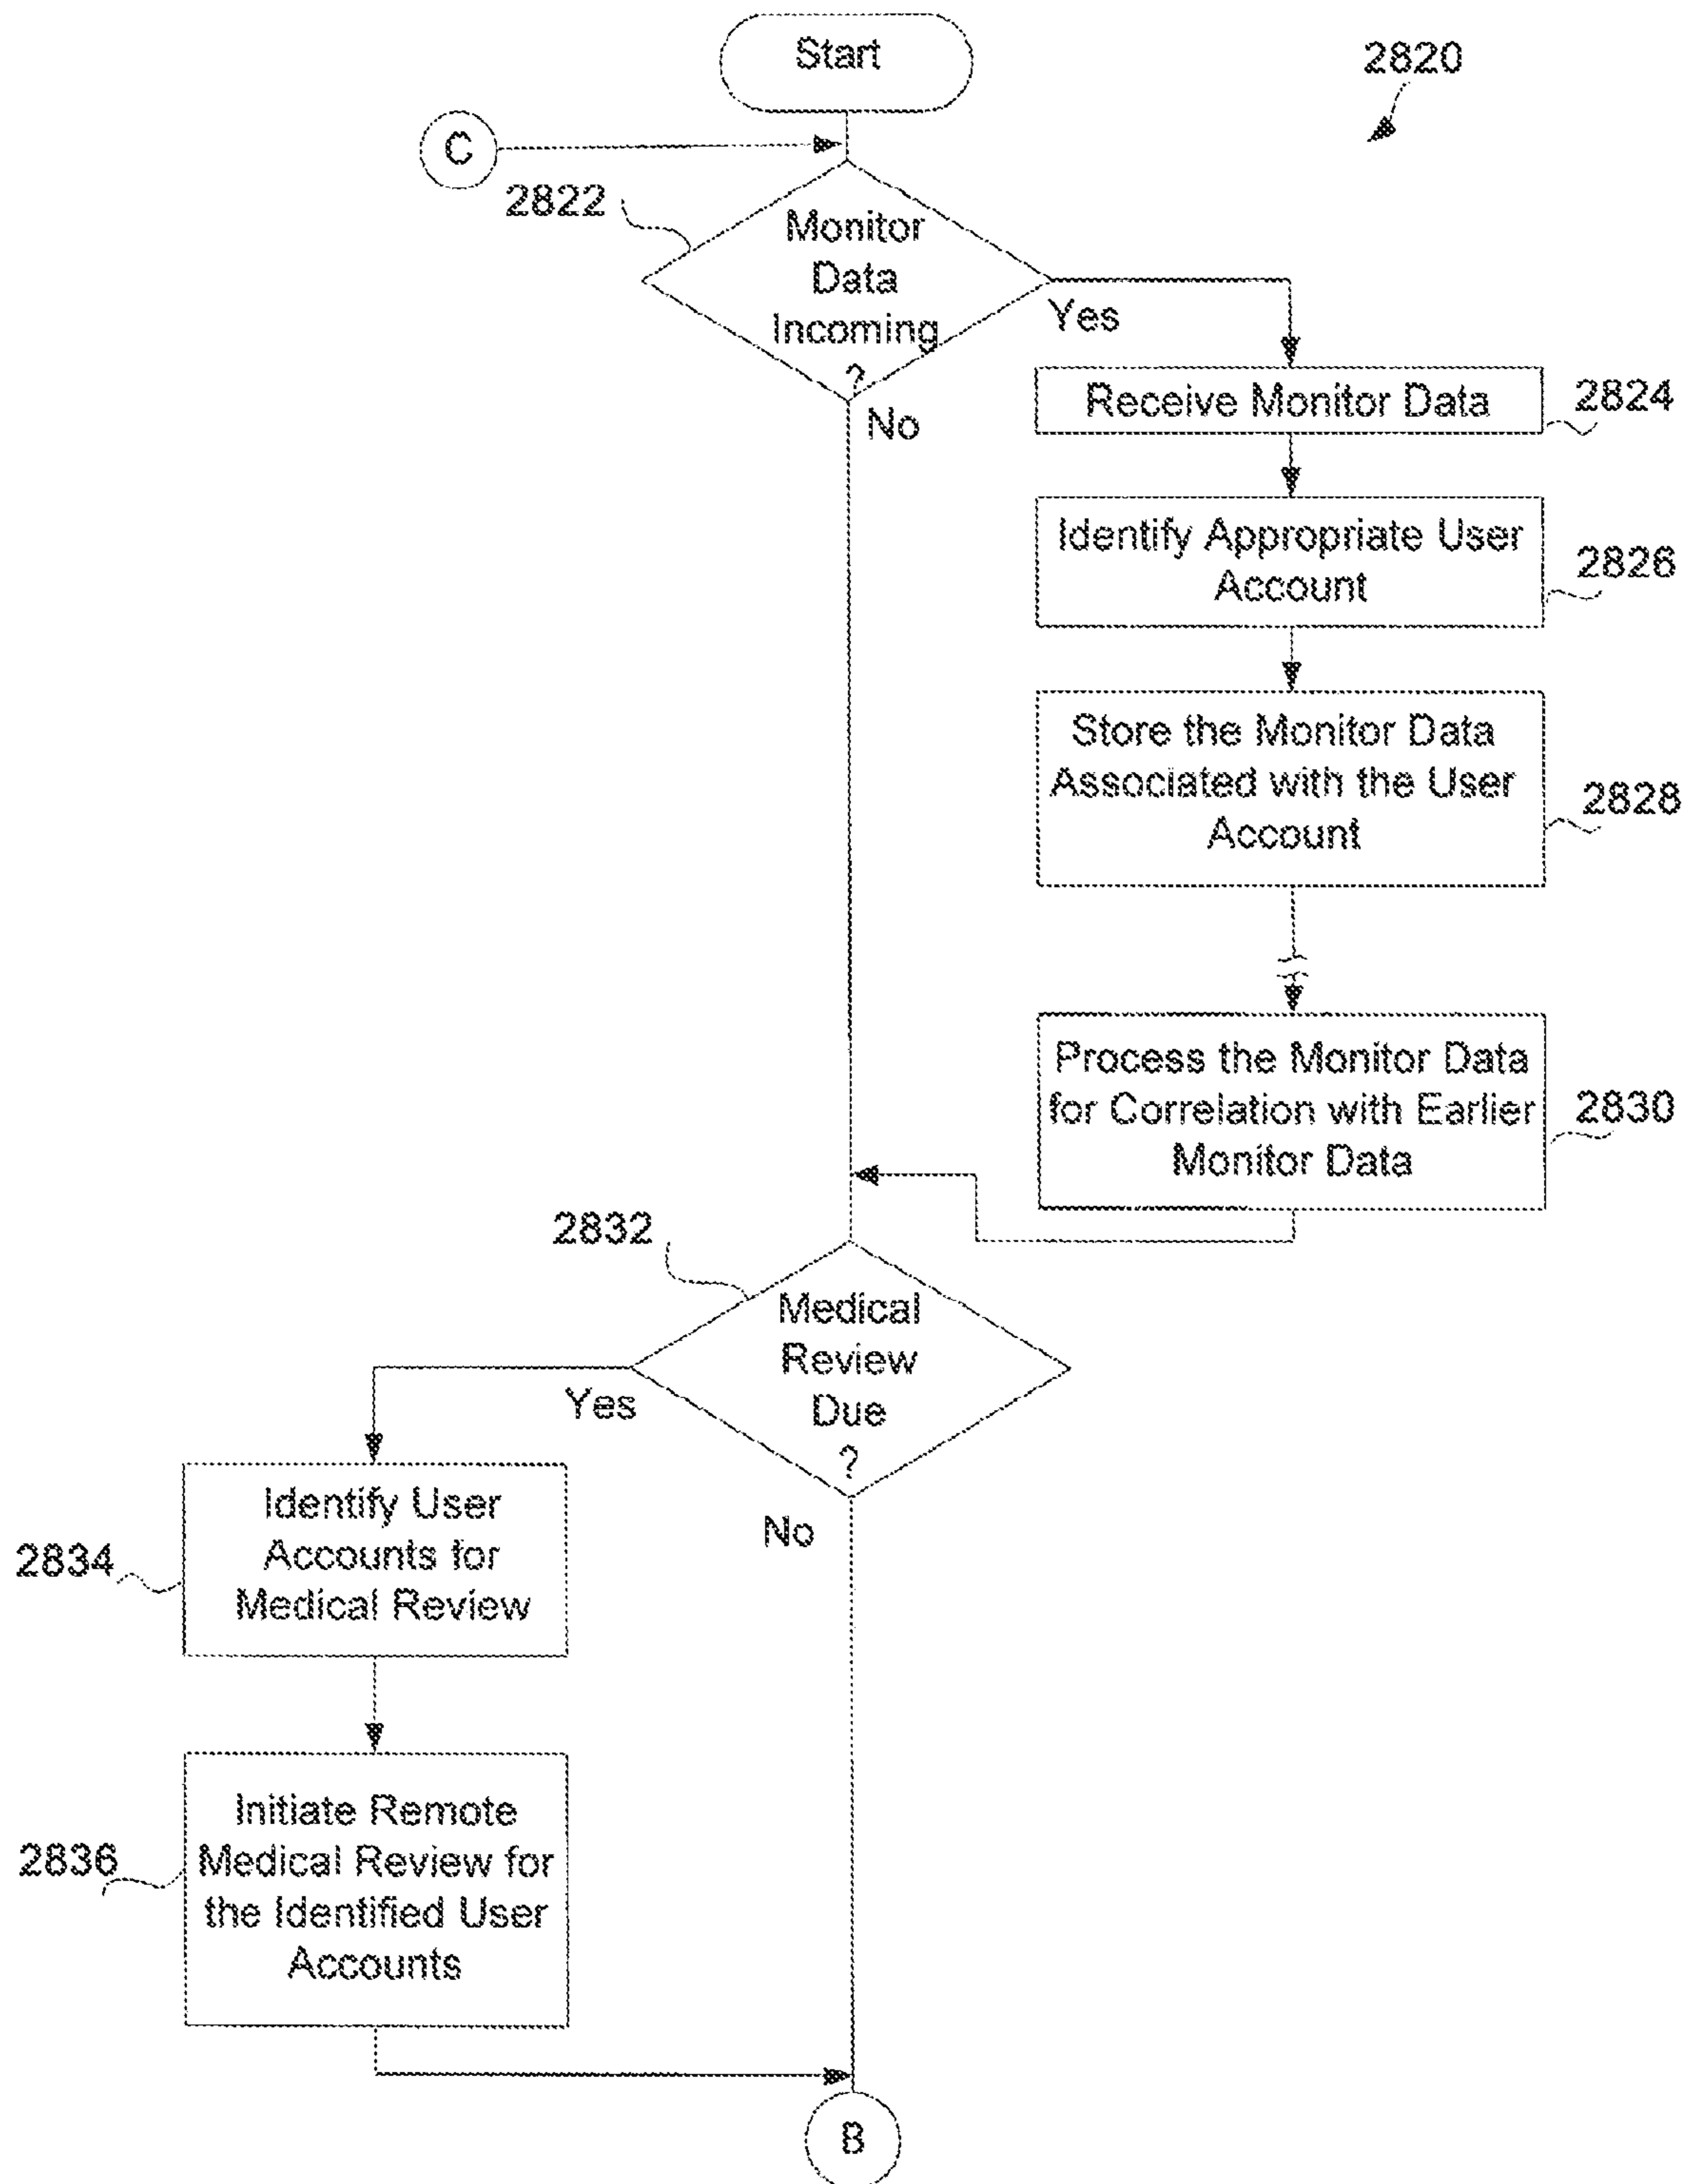 Start
2820
C
2822
Monitor
Data
Incoming
?
Yes
No
Receive Monitor Data
2824
Identify Appropriate User
Account
2826
Store the Monitor Data
Associated with the User
Account
2828
Process the Monitor Data
for Correlation with Earlier
Monitor Data
2830
2832
Medical
Review
Due
?
Yes
No
Identify User
Accounts for
Medical Review
2834
Initiate Remote
Medical Review for
the Identified User
Accounts
2836
B